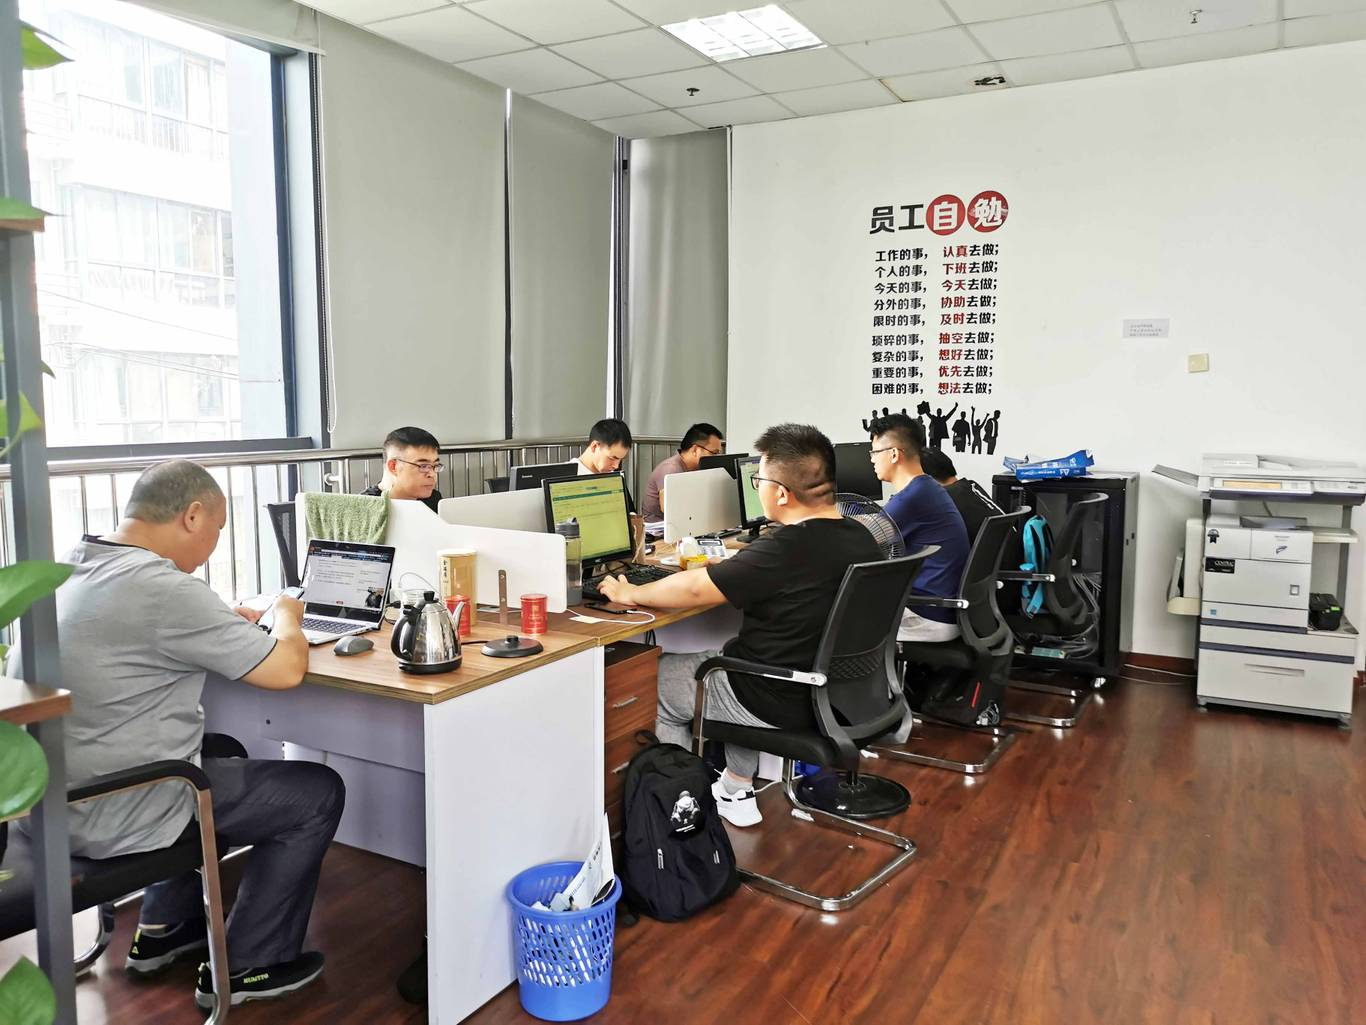 员工自勉
工作的事，认真去做；
个人的事，下班去做；
今天的事，今天去做；
分外的事，协助去做；
限时的事，及时去做；
琐碎的事，抽空去做；
复杂的事，想好去做；
重要的事，优先去做；
困难的事，想法去做；